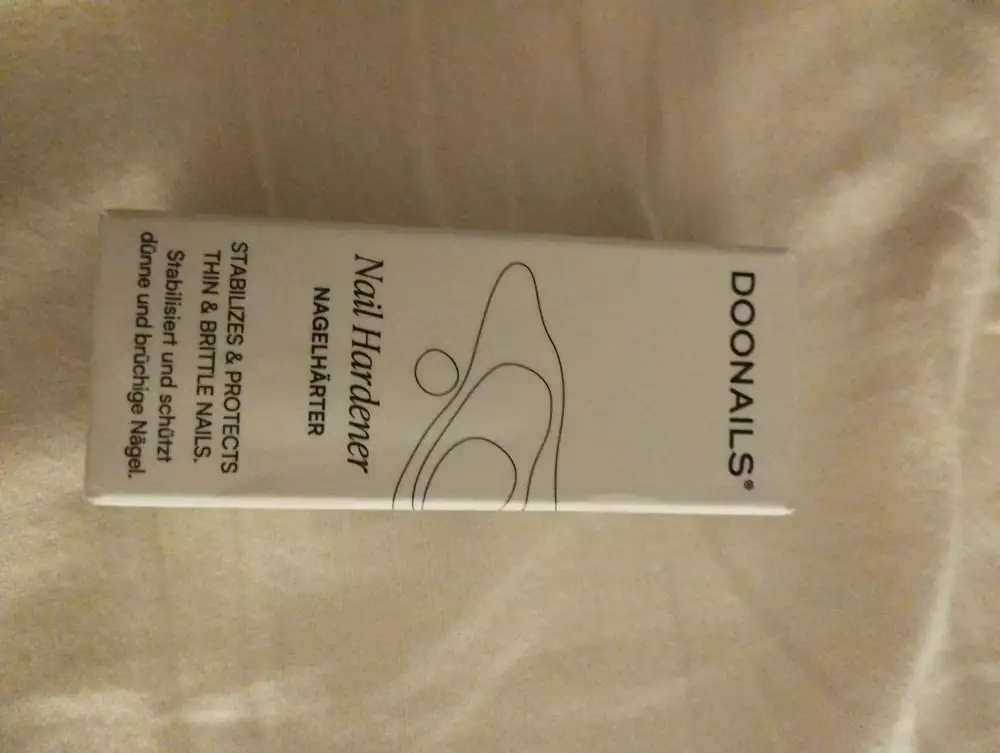 DOONAILS®
Nail Hardener
NAGELHÄRTER
STABILIZES & PROTECTS
THIN & BRITTLE NAILS.
Stabilisiert und schützt
dünne und brüchige Nägel.